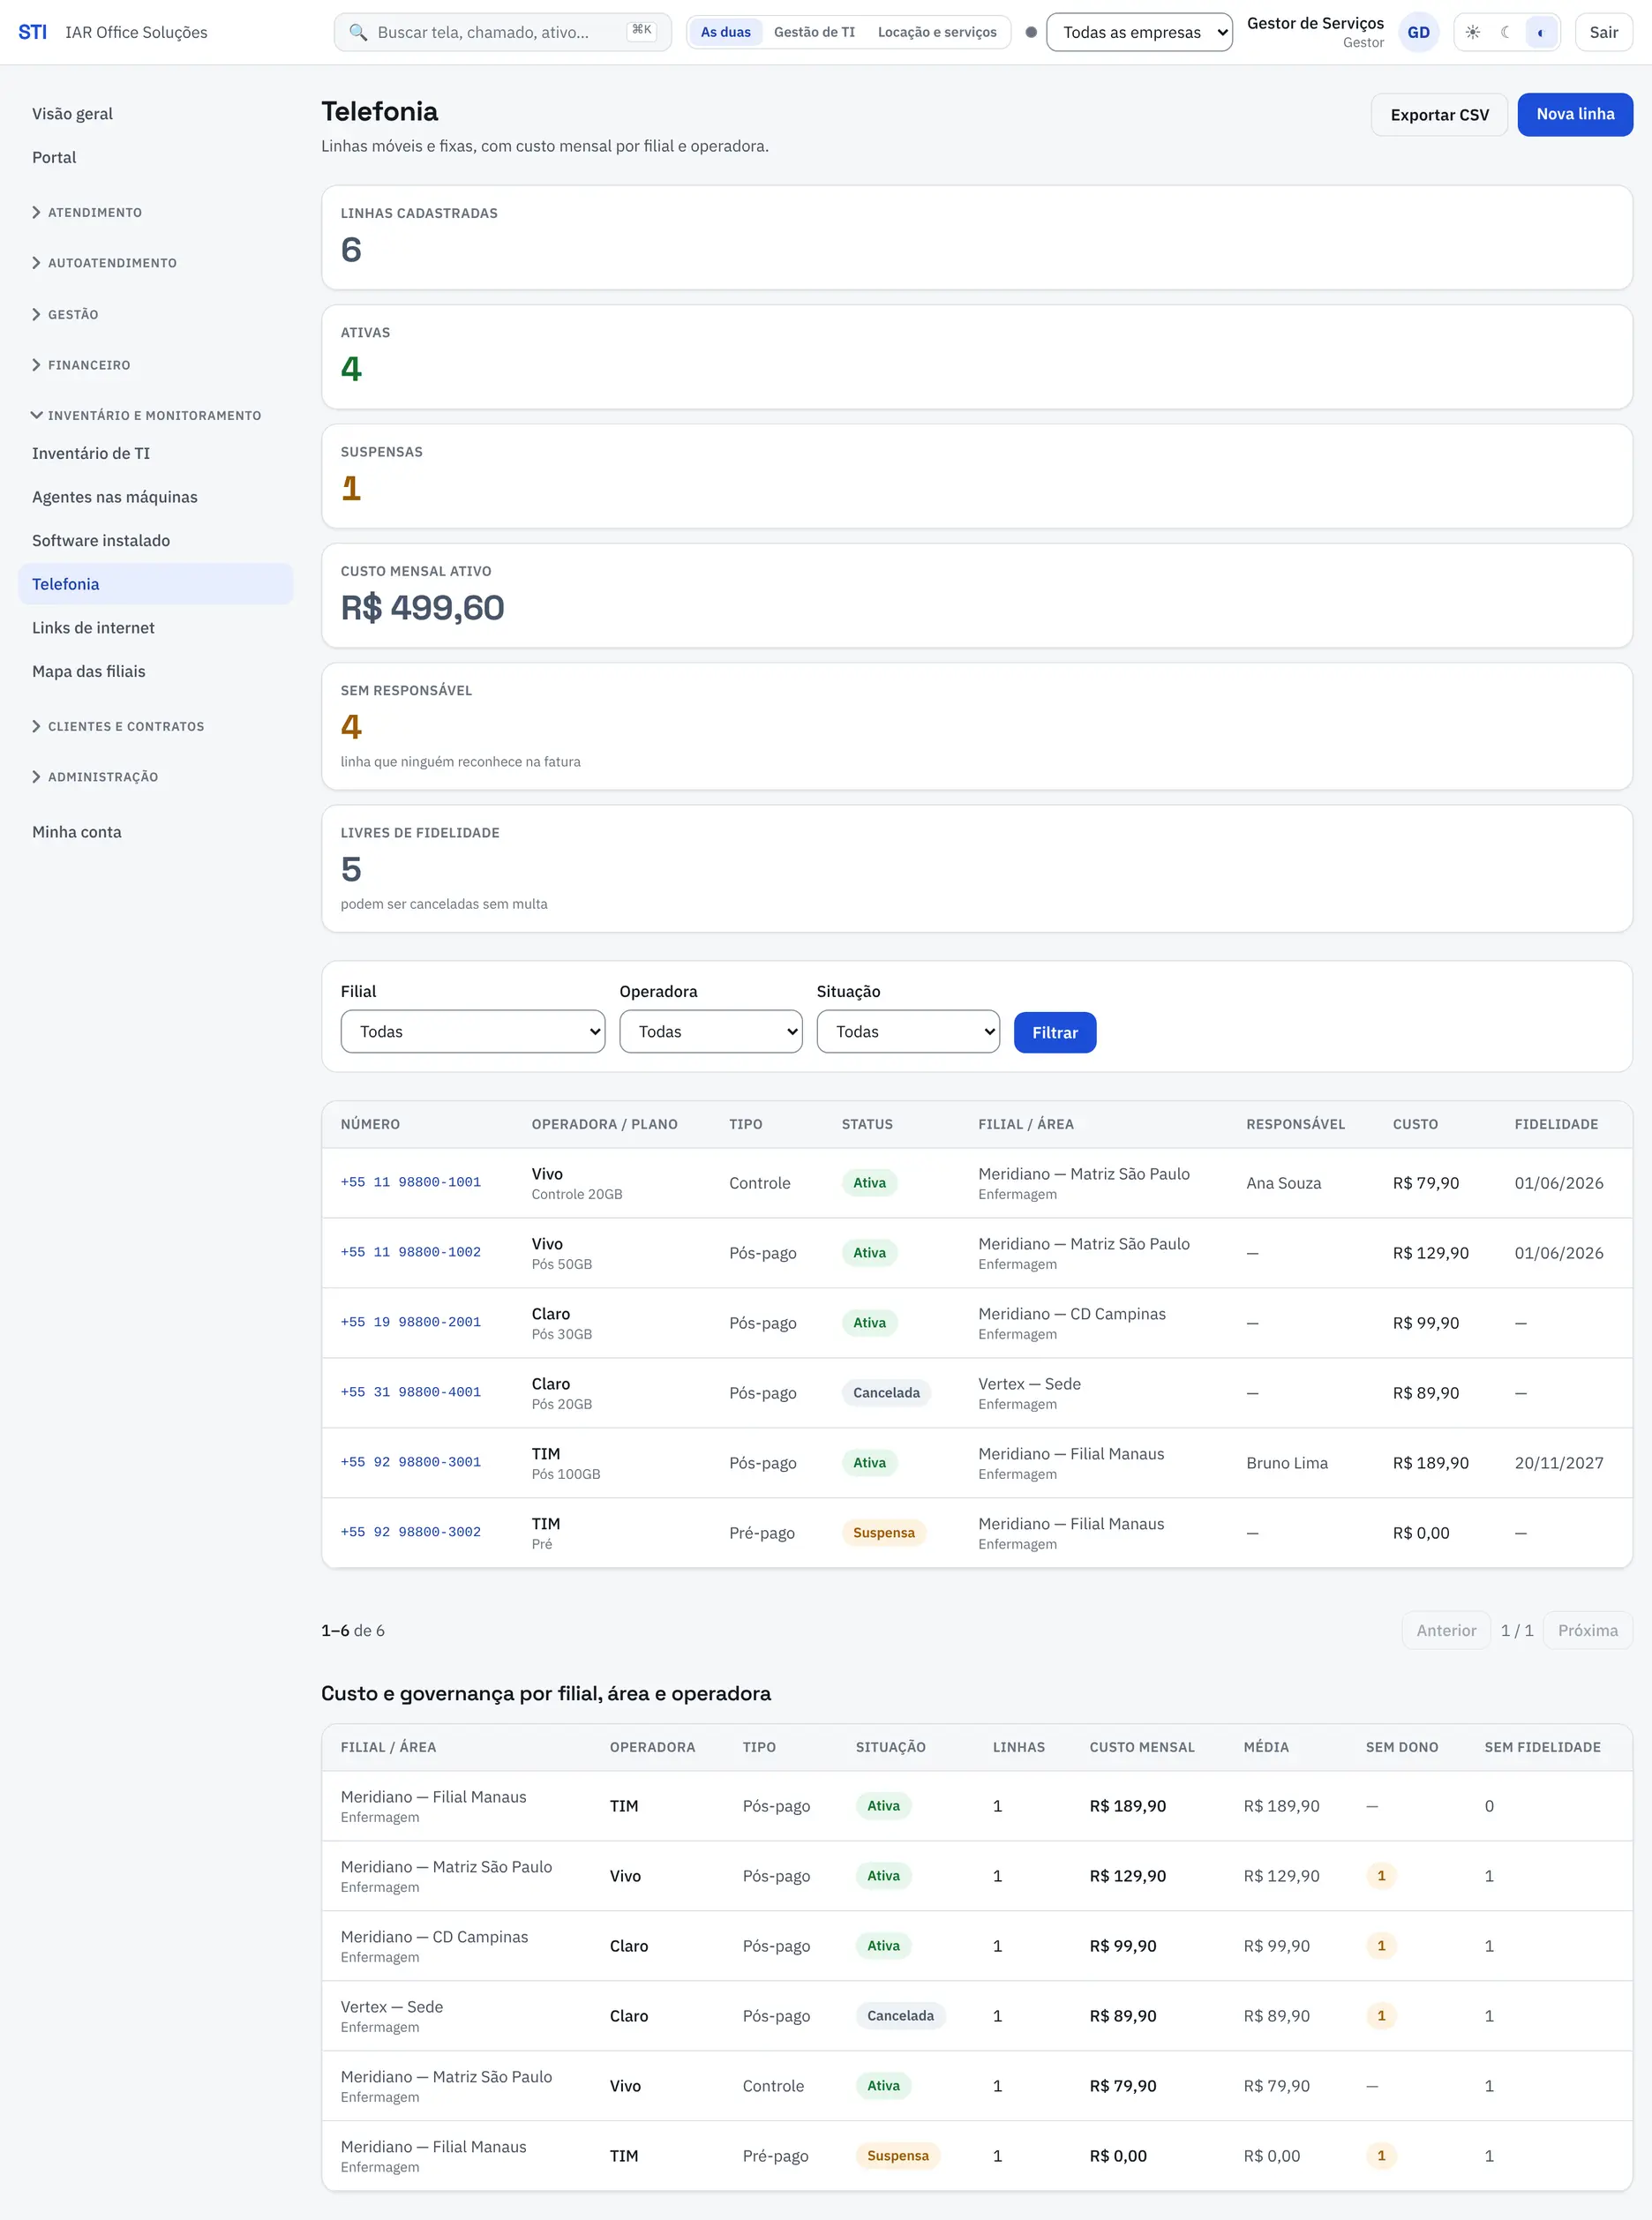 STI IAR Office Soluções
Buscar tela, chamado, ativo... ⌘K
As duas Gestão de TI Locação e serviços
Todas as empresas
Gestor de Serviços
Gestor
GD
Sair
Visão geral
Portal
ATENDIMENTO
AUTOATENDIMENTO
GESTÃO
FINANCEIRO
INVENTÁRIO E MONITORAMENTO
Inventário de TI
Agentes nas máquinas
Software instalado
Telefonia
Links de internet
Mapa das filiais
CLIENTES E CONTRATOS
ADMINISTRAÇÃO
Minha conta
Telefonia
Linhas móveis e fixas, com custo mensal por filial e operadora.
Exportar CSV Nova linha
LINHAS CADASTRADAS
6
ATIVAS
4
SUSPENSAS
1
CUSTO MENSAL ATIVO
R$ 499,60
SEM RESPONSÁVEL
4
linha que ninguém reconhece na fatura
LIVRES DE FIDELIDADE
5
podem ser canceladas sem multa
Filial Operadora Situação
Todas Todas Todas Filtrar
NÚMERO OPERADORA / PLANO TIPO STATUS FILIAL / ÁREA RESPONSÁVEL CUSTO FIDELIDADE
+55 11 98800-1001 Vivo Controle Ativa Meridiano — Matriz São Paulo Ana Souza R$ 79,90 01/06/2026
Controle 20GB Enfermagem
+55 11 98800-1002 Vivo Pós-pago Ativa Meridiano — Matriz São Paulo — R$ 129,90 01/06/2026
Pós 50GB Enfermagem
+55 19 98800-2001 Claro Pós-pago Ativa Meridiano — CD Campinas — R$ 99,90 —
Pós 30GB Enfermagem
+55 31 98800-4001 Claro Pós-pago Cancelada Vertex — Sede — R$ 89,90 —
Pós 20GB Enfermagem
+55 92 98800-3001 TIM Pós-pago Ativa Meridiano — Filial Manaus Bruno Lima R$ 189,90 20/11/2027
Pós 100GB Enfermagem
+55 92 98800-3002 TIM Pré-pago Suspensa Meridiano — Filial Manaus — R$ 0,00 —
Pré Enfermagem
1–6 de 6 Anterior 1 / 1 Próxima
Custo e governança por filial, área e operadora
FILIAL / ÁREA OPERADORA TIPO SITUAÇÃO LINHAS CUSTO MENSAL MÉDIA SEM DONO SEM FIDELIDADE
Meridiano — Filial Manaus TIM Pós-pago Ativa 1 R$ 189,90 R$ 189,90 — 0
Enfermagem
Meridiano — Matriz São Paulo Vivo Pós-pago Ativa 1 R$ 129,90 R$ 129,90 1 1
Enfermagem
Meridiano — CD Campinas Claro Pós-pago Ativa 1 R$ 99,90 R$ 99,90 1 1
Enfermagem
Vertex — Sede Claro Pós-pago Cancelada 1 R$ 89,90 R$ 89,90 1 1
Enfermagem
Meridiano — Matriz São Paulo Vivo Controle Ativa 1 R$ 79,90 R$ 79,90 — 1
Enfermagem
Meridiano — Filial Manaus TIM Pré-pago Suspensa 1 R$ 0,00 R$ 0,00 1 1
Enfermagem